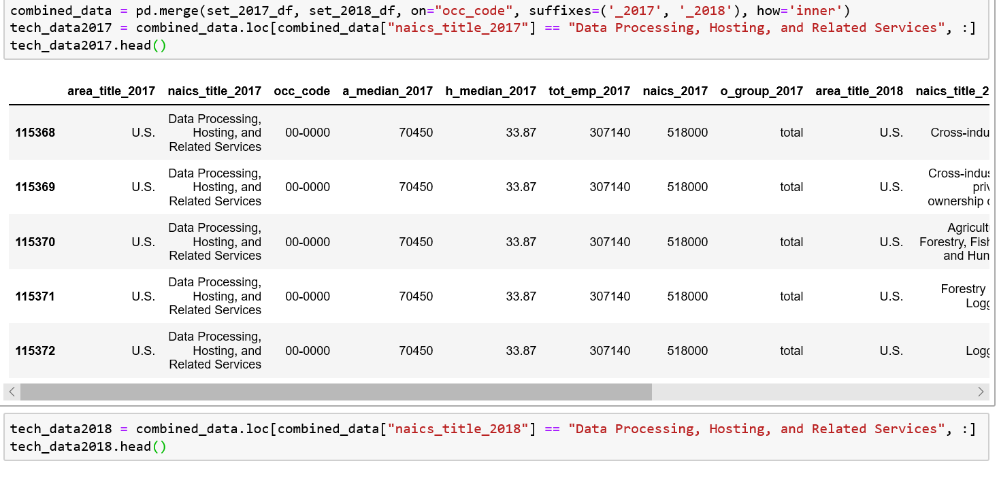 combined_data = pd.merge(set_2017_df, set_2018_df, on="occ_code", suffixes=('_2017', '_2018'), how='inner')
tech_data2017 = combined_data.loc[combined_data["naics_title_2017"] == "Data Processing, Hosting, and Related Services", :]
tech_data2017.head()
area_title_2017 naics_title_2017 occ_code a_median_2017 h_median_2017 tot_emp_2017 naics_2017 o_group_2017 area_title_2018 naics_title_2
Data Processing,
115368 U.S. Hosting, and 00-0000 70450 33.87 307140 518000 total U.S. Cross-indu
Related Services
Data Processing, Cross-indus
115369 U.S. Hosting, and 00-0000 70450 33.87 307140 518000 total U.S. priv
Related Services ownership o
Data Processing, Agricultu
115370 U.S. Hosting, and 00-0000 70450 33.87 307140 518000 total U.S. Forestry, Fish
Related Services and Hun
Data Processing, Forestry
115371 U.S. Hosting, and 00-0000 70450 33.87 307140 518000 total U.S. Logg
Related Services
Data Processing,
115372 U.S. Hosting, and 00-0000 70450 33.87 307140 518000 total U.S. Logg
Related Services
tech_data2018 = combined_data.loc[combined_data["naics_title_2018"] == "Data Processing, Hosting, and Related Services", :]
tech_data2018.head()